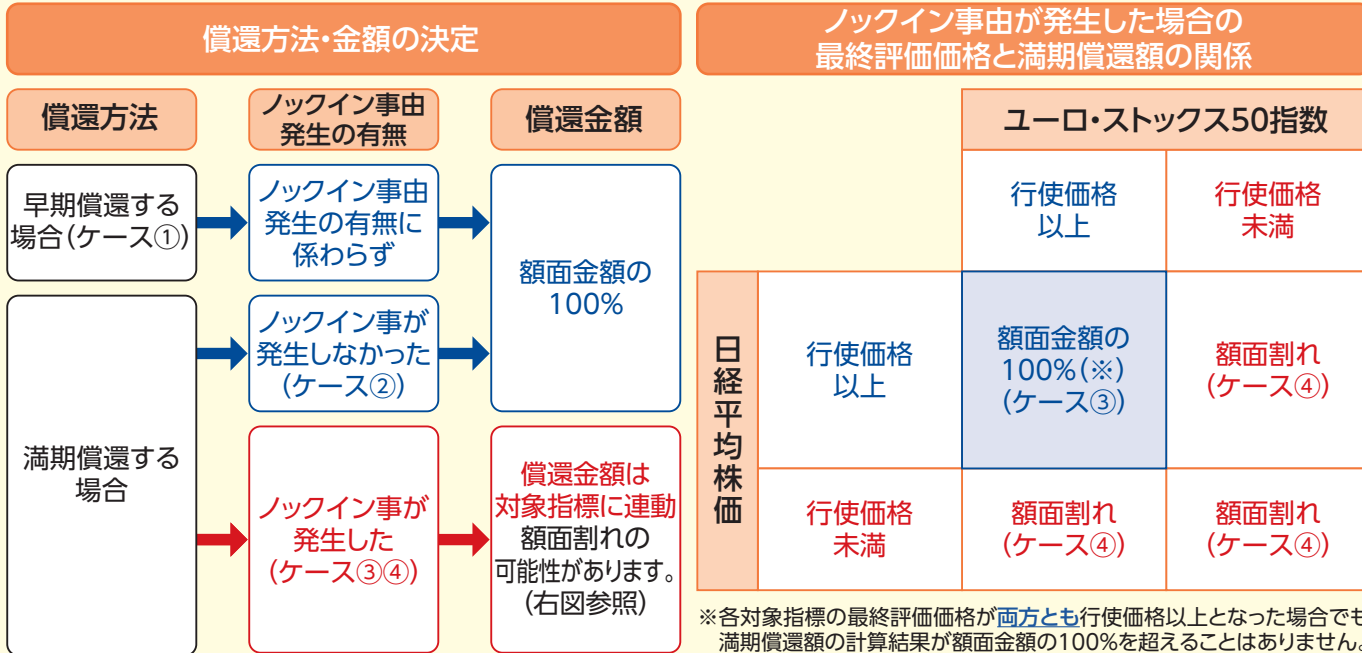 償還方法・金額の決定
償還方法
ノックイン事由
発生の有無
償還金額
早期償還する
場合(ケース①)
ノックイン事由
発生の有無に
係わらず
額面金額の
100%
満期償還する
場合
ノックイン事が
発生しなかった
(ケース②)
ノックイン事が
発生した
(ケース③④)
償還金額は
対象指標に連動
額面割れの
可能性があります。
(右図参照)
ノックイン事由が発生した場合の
最終評価価格と満期償還額の関係
ユーロ・ストックス50指数
行使価格
以上
行使価格
未満
日経平均株価
行使価格
以上
額面金額の
100%(※)
(ケース③)
額面割れ
(ケース④)
行使価格
未満
額面割れ
(ケース④)
額面割れ
(ケース④)
※各対象指標の最終評価価格が両方とも行使価格以上となった場合でも
満期償還額の計算結果が額面金額の100%を超えることはありません。